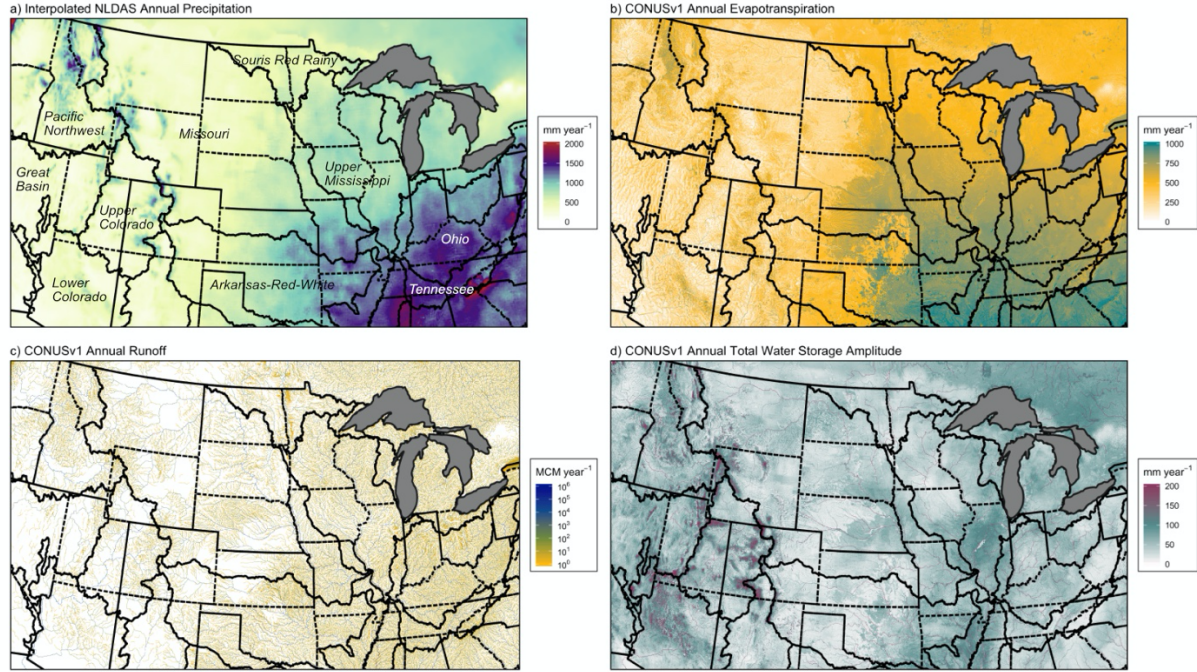 a) Interpolated NLDAS Annual Precipitation
Souris Red Rainy
Pacific
Northwest
Missouri
Great
Basin
Upper
Mississippi
Upper
Colorado
Ohio
Lower
Colorado
Arkansas-Red-White
Tennessee
mm year⁻¹
2000
1500
1000
500
0
b) CONUSv1 Annual Evapotranspiration
mm year⁻¹
1000
750
500
250
0
c) CONUSv1 Annual Runoff
MCM year⁻¹
10⁶
10⁵
10⁴
10³
10²
10¹
10⁰
d) CONUSv1 Annual Total Water Storage Amplitude
mm year⁻¹
200
150
100
50
0